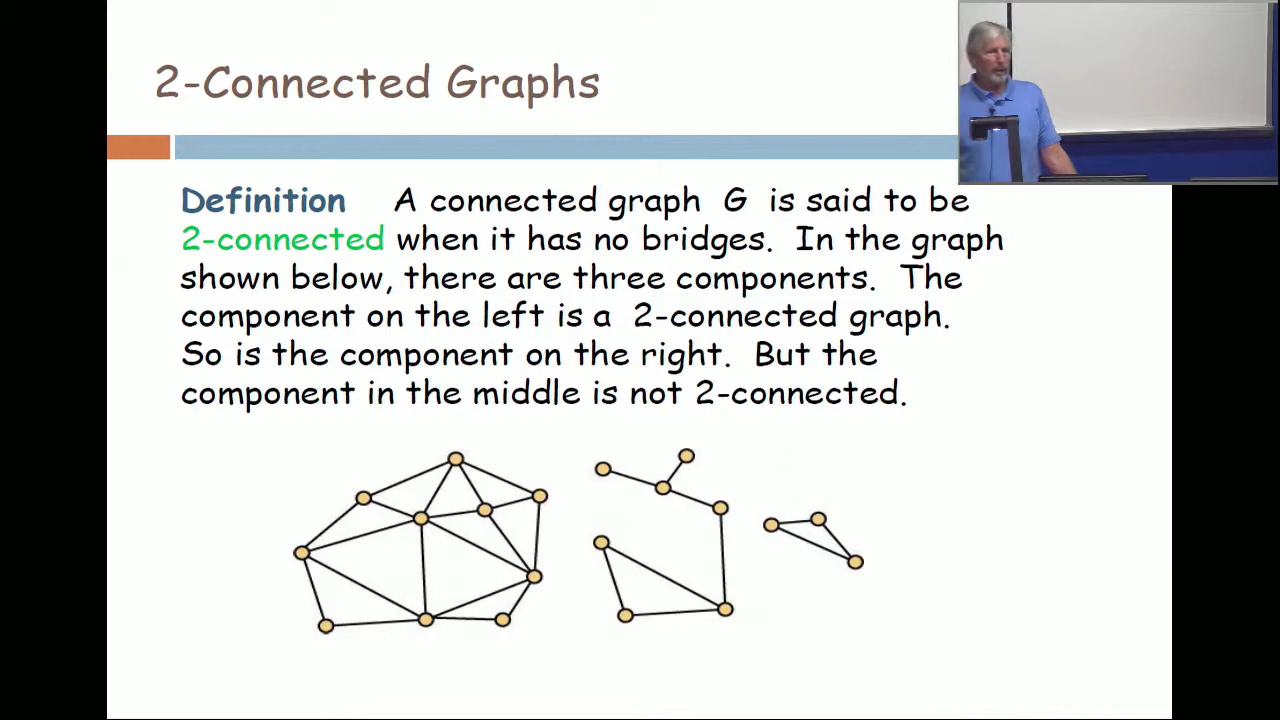 2-Connected Graphs
Definition A connected graph G is said to be
2-connected when it has no bridges. In the graph
shown below, there are three components. The
component on the left is a 2-connected graph.
So is the component on the right. But the
component in the middle is not 2-connected.